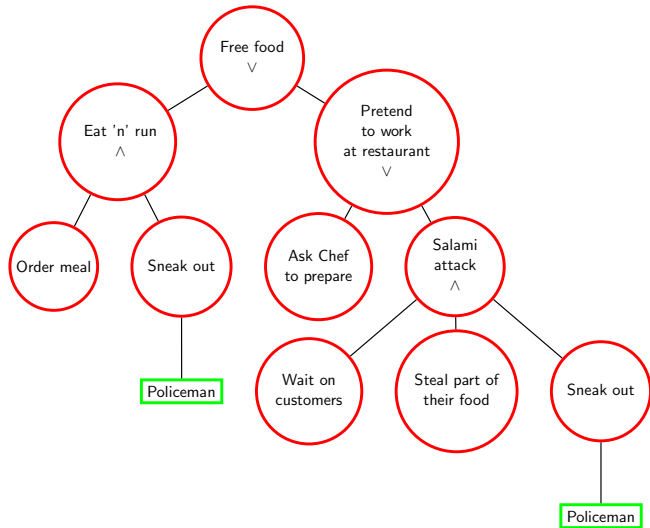 Free food
∨
Eat 'n' run
∧
Pretend
to work
at restaurant
∨
Order meal
Sneak out
Ask Chef
to prepare
Salami
attack
∧
Policeman
Wait on
customers
Steal part of
their food
Sneak out
Policeman